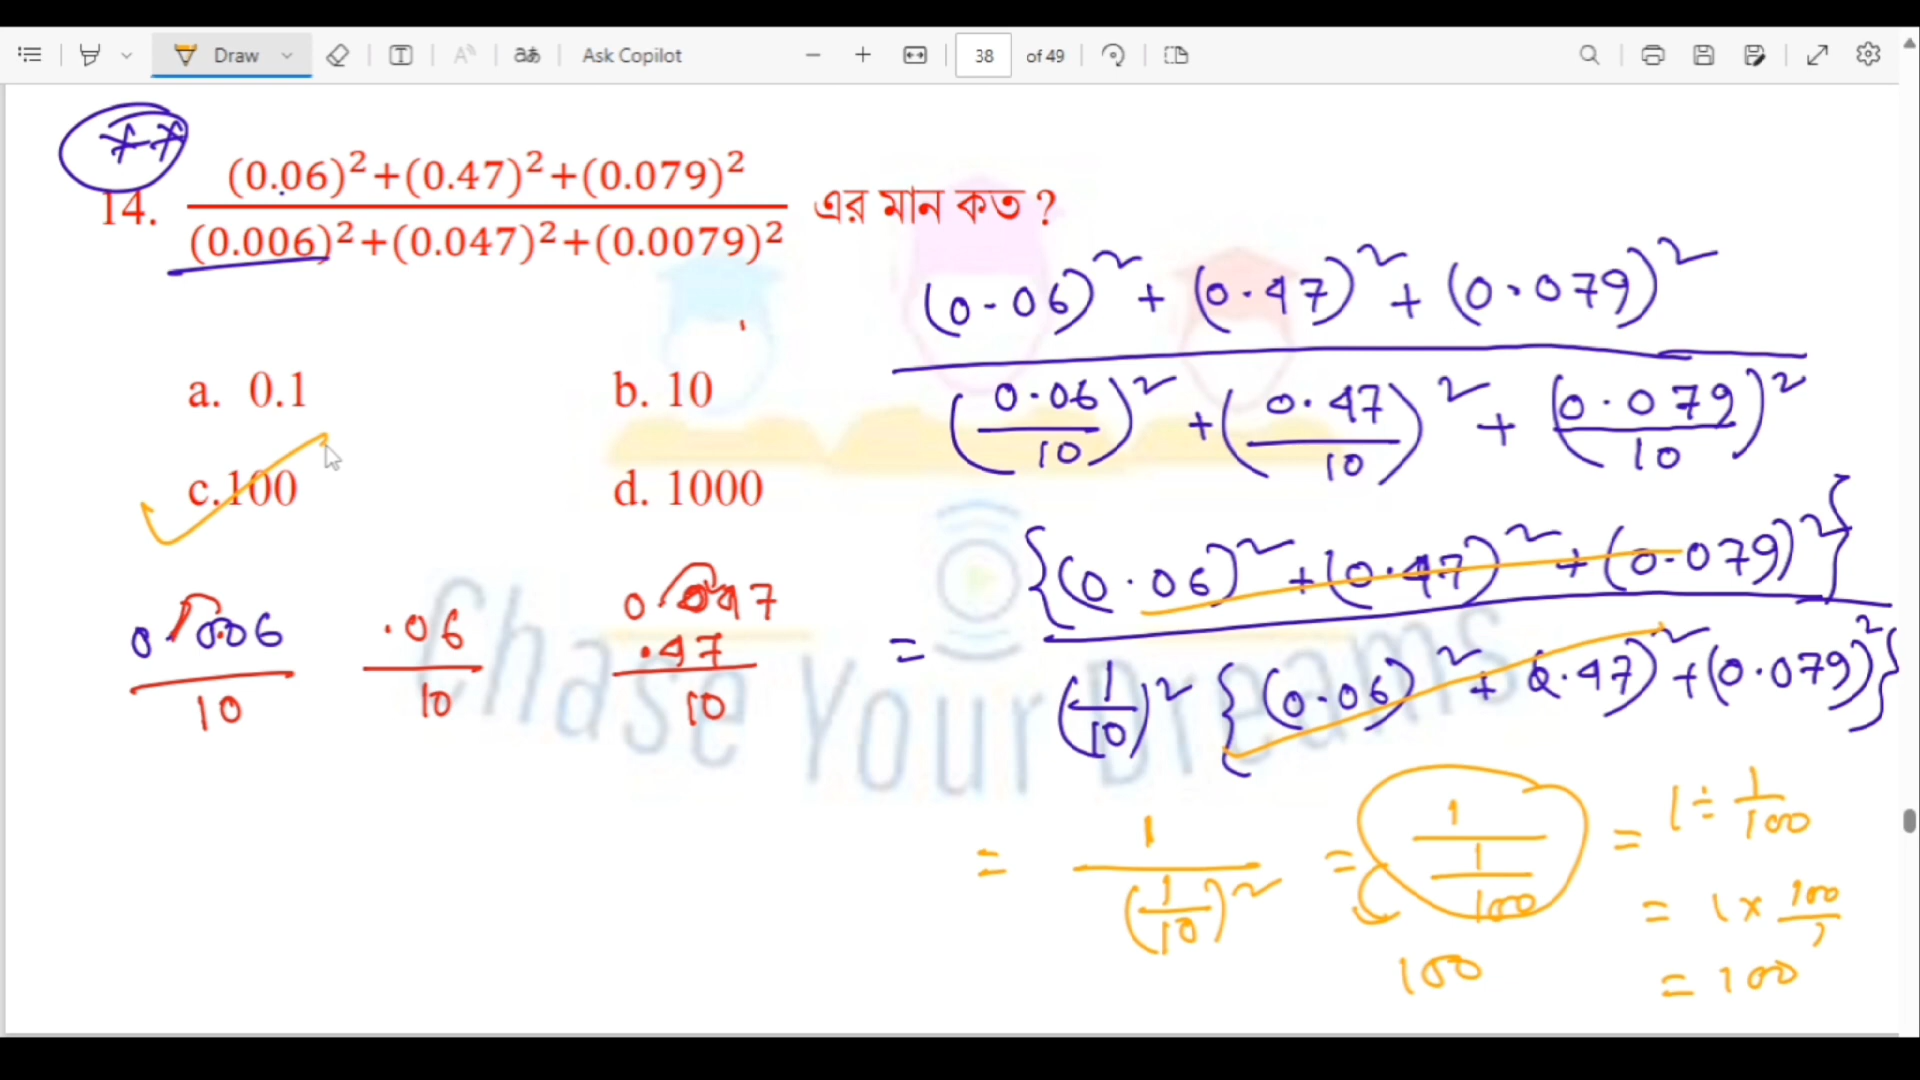 Draw
Ask Copilot
38 of 49
**
14. (0.06)²+(0.47)²+(0.079)²
(0.006)²+(0.047)²+(0.0079)²
এর মান কত ?
a. 0.1
b. 10
c.100
d. 1000
(0.06)² + (0.47)² + (0.079)²
(0.06/10)² + (0.47/10)² + (0.079/10)²
= {(0.06)² + (0.47)² + (0.079)²}
(1/10)² {(0.06)² + (0.47)² + (0.079)²}
.06
10
10
0.047
.47
10
= 1/(1/10)² = 1/(1/100) = 1 ÷ 1/100
= 1 × 100/1
100
= 100
Chase Your Dreams